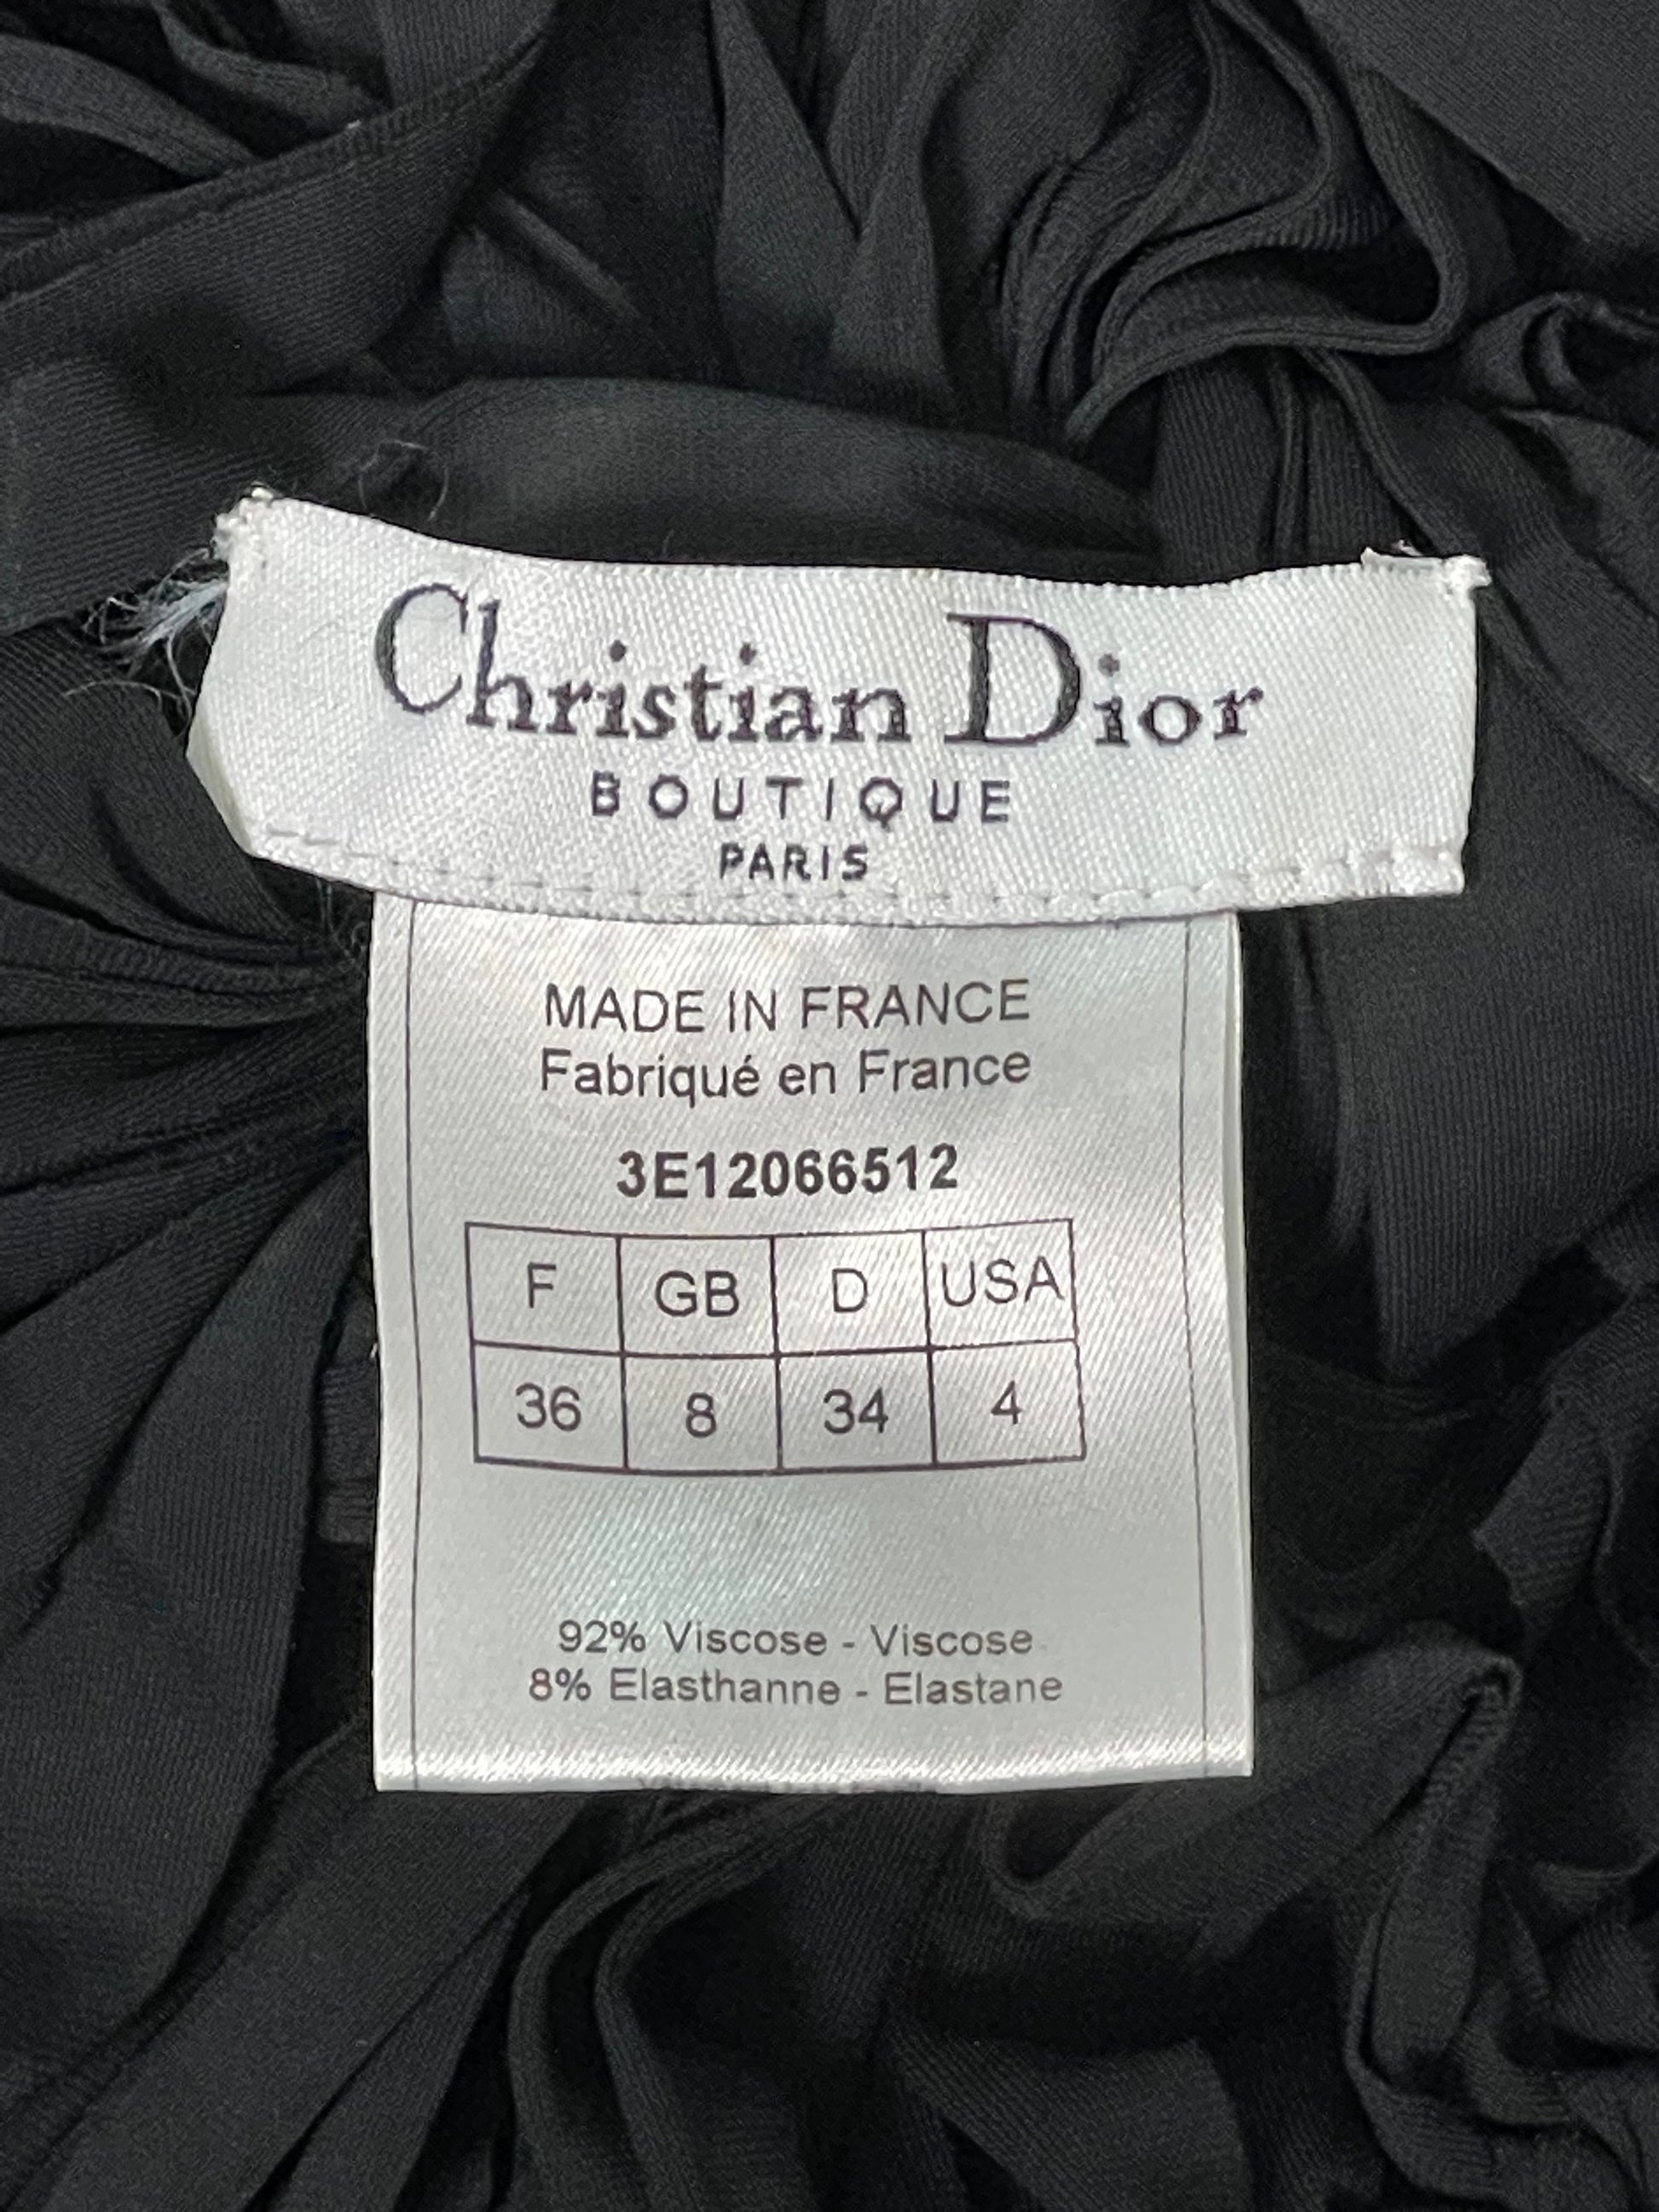 Christian Dior
BOUTIQUE
PARIS
MADE IN FRANCE
Fabriqué en France
3E12066512
F GB D USA
36 8 34 4
92% Viscose - Viscose
8% Elasthanne - Elastane